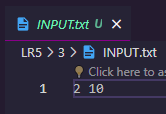 INPUT.txt U ×
LR5 > 3 > INPUT.txt
Click here to as
1 2 10